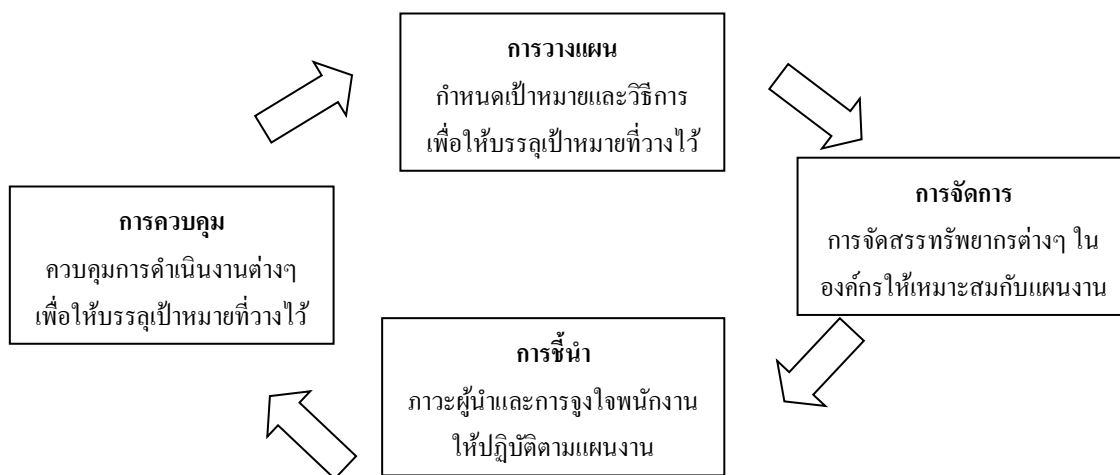 การวางแผน
กำหนดเป้าหมายและวิธีการ
เพื่อให้บรรลุเป้าหมายที่วางไว้
การจัดการ
การจัดสรรทรัพยากรต่างๆ ใน
องค์กรให้เหมาะสมกับแผนงาน
การชี้นำ
ภาวะผู้นำและการจูงใจพนักงาน
ให้ปฏิบัติตามแผนงาน
การควบคุม
ควบคุมการดำเนินงานต่างๆ
เพื่อให้บรรลุเป้าหมายที่วางไว้